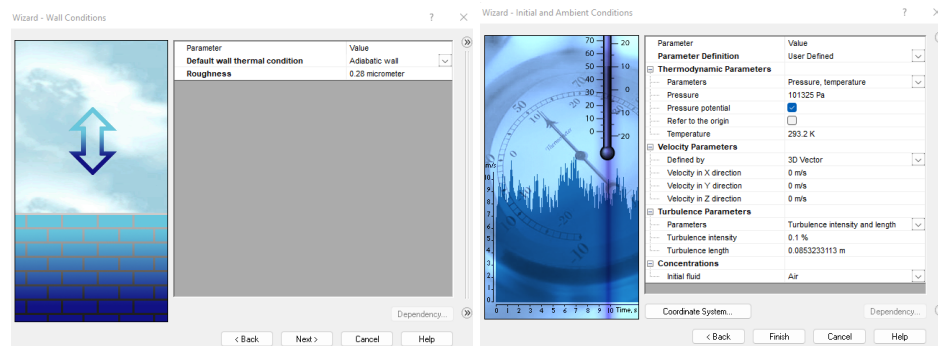 Wizard - Wall Conditions
?
Parameter Value
Default wall thermal condition Adiabatic wall
Roughness 0.28 micrometer
Dependency...
< Back Next > Cancel Help
Wizard - Initial and Ambient Conditions
?
Parameter Value
Parameter Definition User Defined
Thermodynamic Parameters
Parameters Pressure, temperature
Pressure 101325 Pa
Pressure potential
Refer to the origin
Temperature 293.2 K
Velocity Parameters
Defined by 3D Vector
Velocity in X direction 0 m/s
Velocity in Y direction 0 m/s
Velocity in Z direction 0 m/s
Turbulence Parameters
Parameters Turbulence intensity and length
Turbulence intensity 0.1 %
Turbulence length 0.0853233113 m
Concentrations
Initial fluid Air
70 20
60
50 10
40
30 0
20
10 -10
0 -20
m/s
0 1 2 3 4 5 6 7 8 9 10 Time, s
Coordinate System... Dependency...
< Back Finish Cancel Help